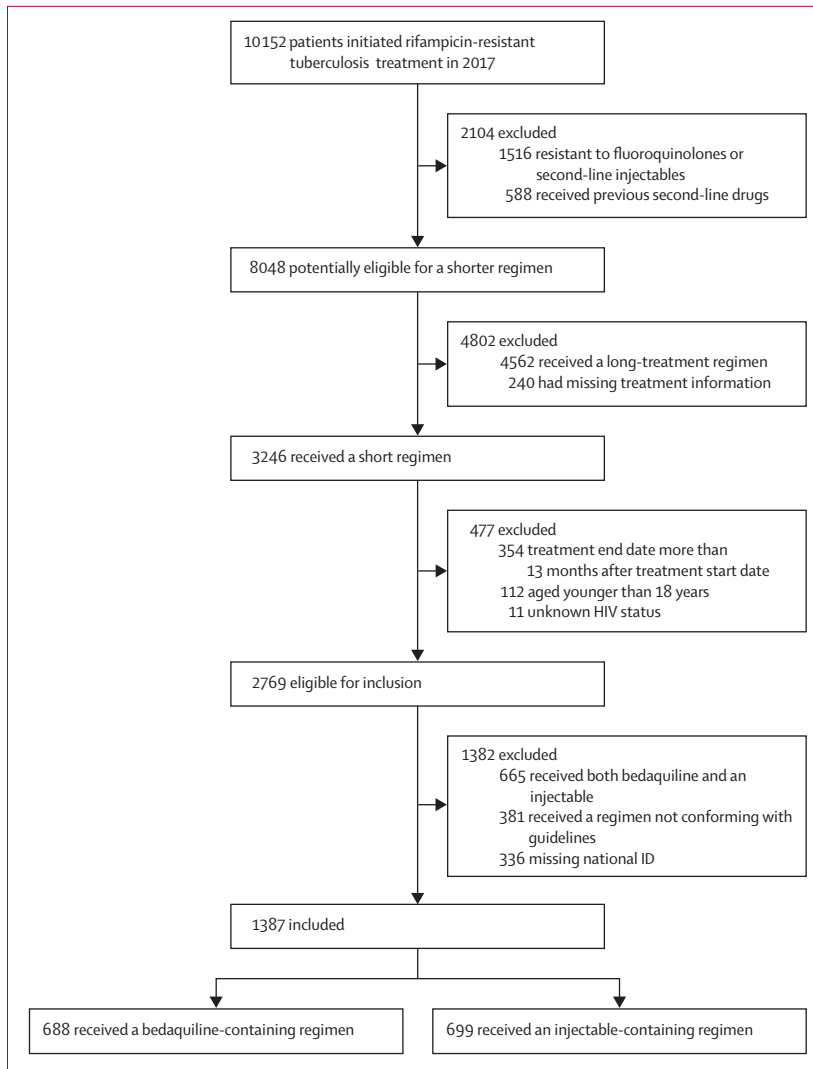 10 152 patients initiated rifampicin-resistant
tuberculosis treatment in 2017
2104 excluded
1516 resistant to fluoroquinolones or
second-line injectables
588 received previous second-line drugs
8048 potentially eligible for a shorter regimen
4802 excluded
4562 received a long-treatment regimen
240 had missing treatment information
3246 received a short regimen
477 excluded
354 treatment end date more than
13 months after treatment start date
112 aged younger than 18 years
11 unknown HIV status
2769 eligible for inclusion
1382 excluded
665 received both bedaquiline and an
injectable
381 received a regimen not conforming with
guidelines
336 missing national ID
1387 included
688 received a bedaquiline-containing regimen
699 received an injectable-containing regimen